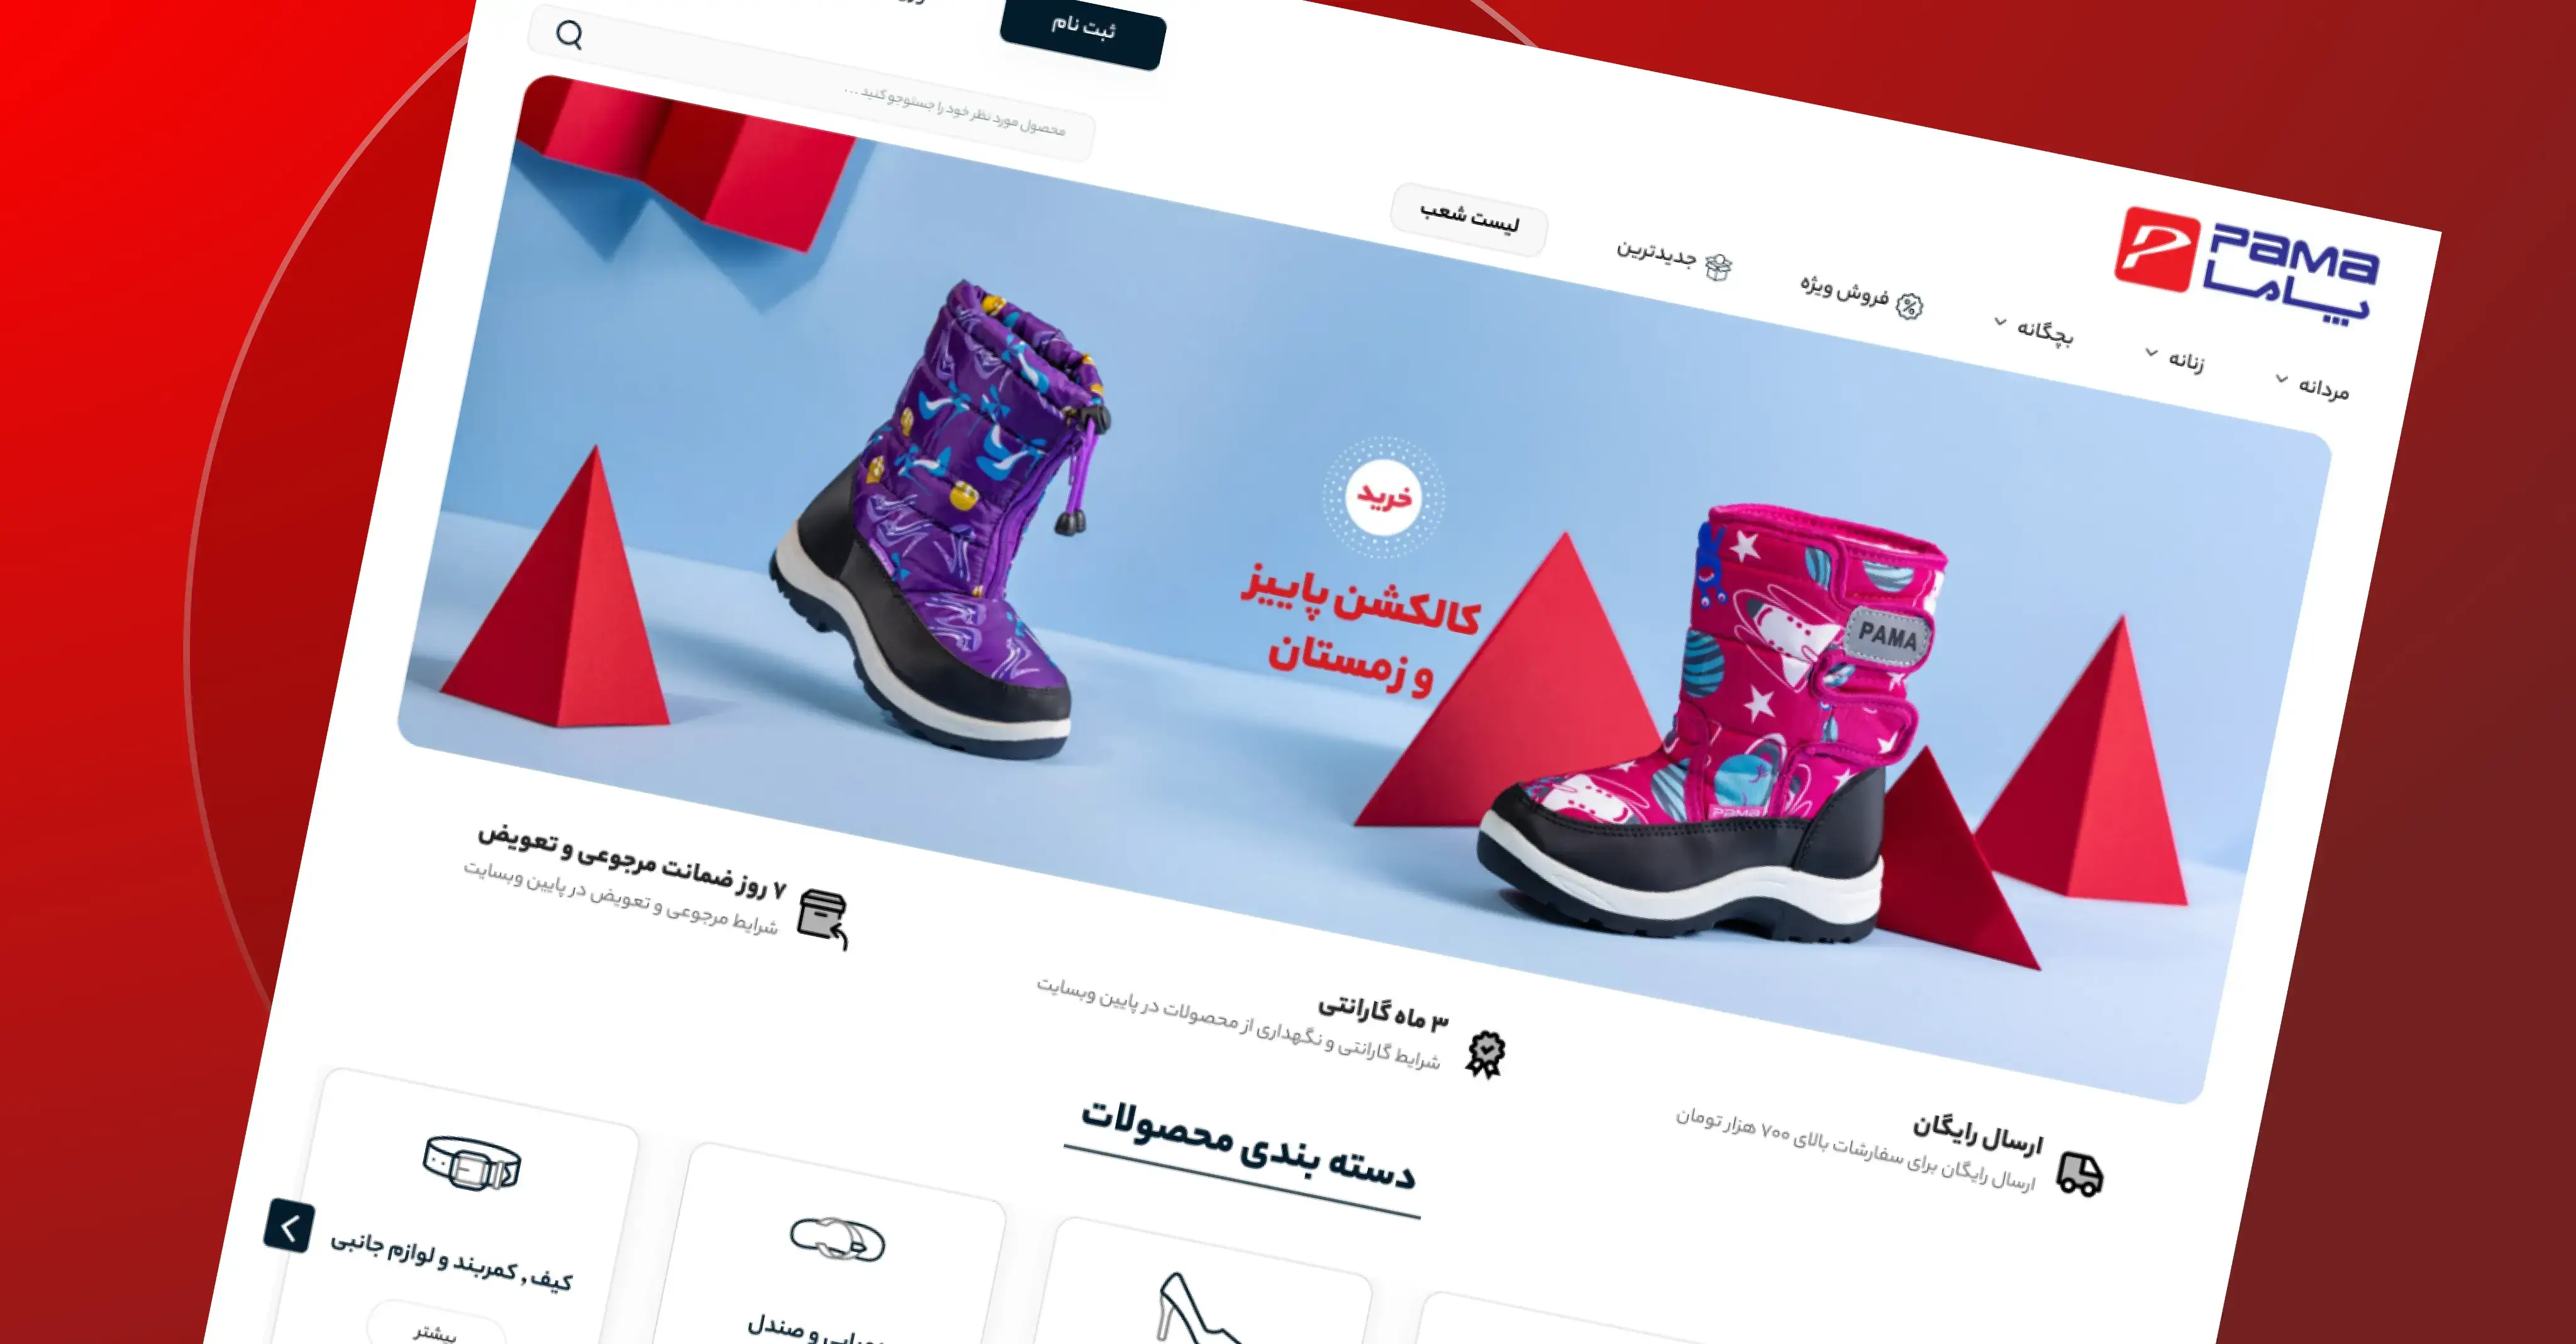 ثبت نام
محصول مورد نظر خود را جستوجو کنید ...
PAMA
پاما
مردانه
زنانه
بچگانه
فروش ویژه
جدیدترین
لیست شعب
خرید
کالکشن پاییز
و زمستان
PAMA
PAMA
ارسال رایگان
ارسال رایگان برای سفارشات بالای ۷۰۰ هزار تومان
۳ ماه گارانتی
شرایط گارانتی و نگهداری از محصولات در پایین وبسایت
۷ روز ضمانت مرجوعی و تعویض
شرایط مرجوعی و تعویض در پایین وبسایت
دسته بندی محصولات
و صندل
کیف , کمربند و لوازم جانبی
بیشتر